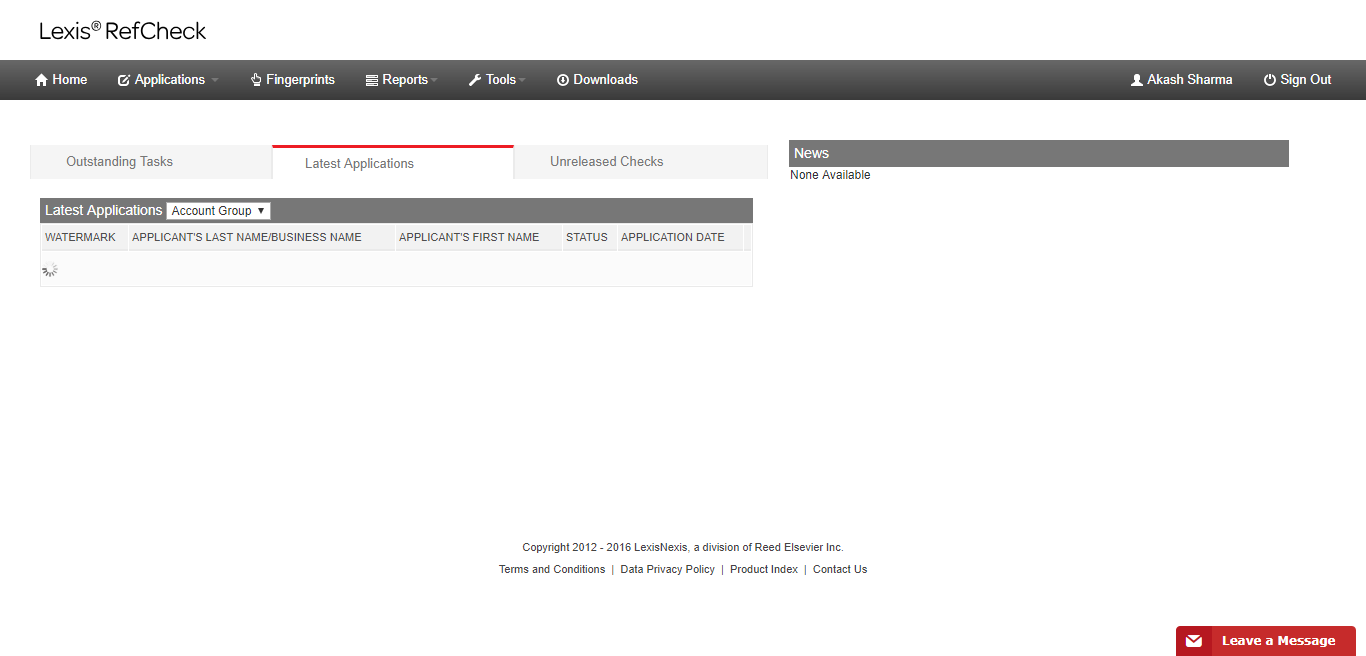 Lexis® RefCheck
Home Applications Fingerprints Reports Tools Downloads Akash Sharma Sign Out
Outstanding Tasks Latest Applications Unreleased Checks
News
None Available
Latest Applications Account Group
WATERMARK APPLICANT'S LAST NAME/BUSINESS NAME APPLICANT'S FIRST NAME STATUS APPLICATION DATE
Copyright 2012 - 2016 LexisNexis, a division of Reed Elsevier Inc.
Terms and Conditions | Data Privacy Policy | Product Index | Contact Us
Leave a Message